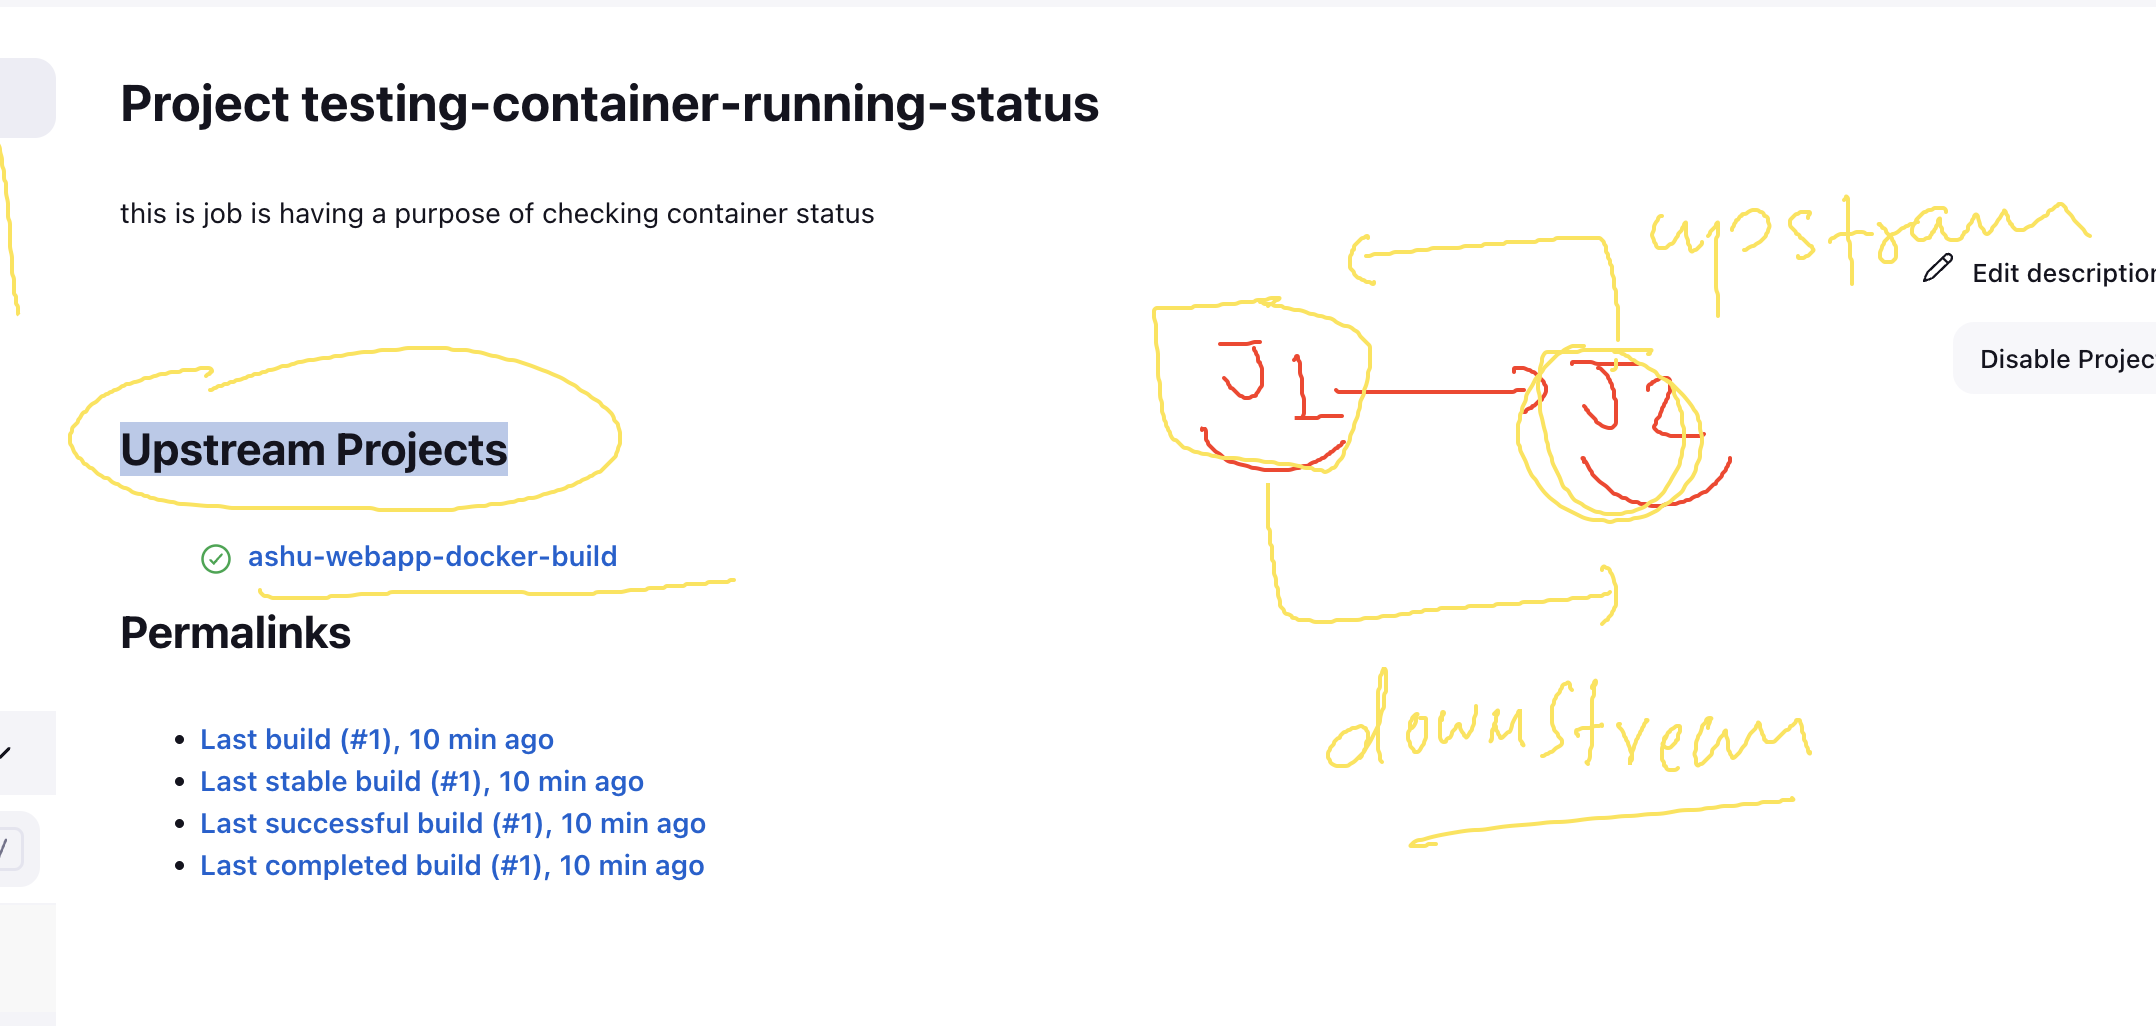 Project testing-container-running-status
this is job is having a purpose of checking container status
upstream
Edit description
Disable Projec
J1
J2
Upstream Projects
ashu-webapp-docker-build
Permalinks
downstream
Last build (#1), 10 min ago
Last stable build (#1), 10 min ago
Last successful build (#1), 10 min ago
Last completed build (#1), 10 min ago